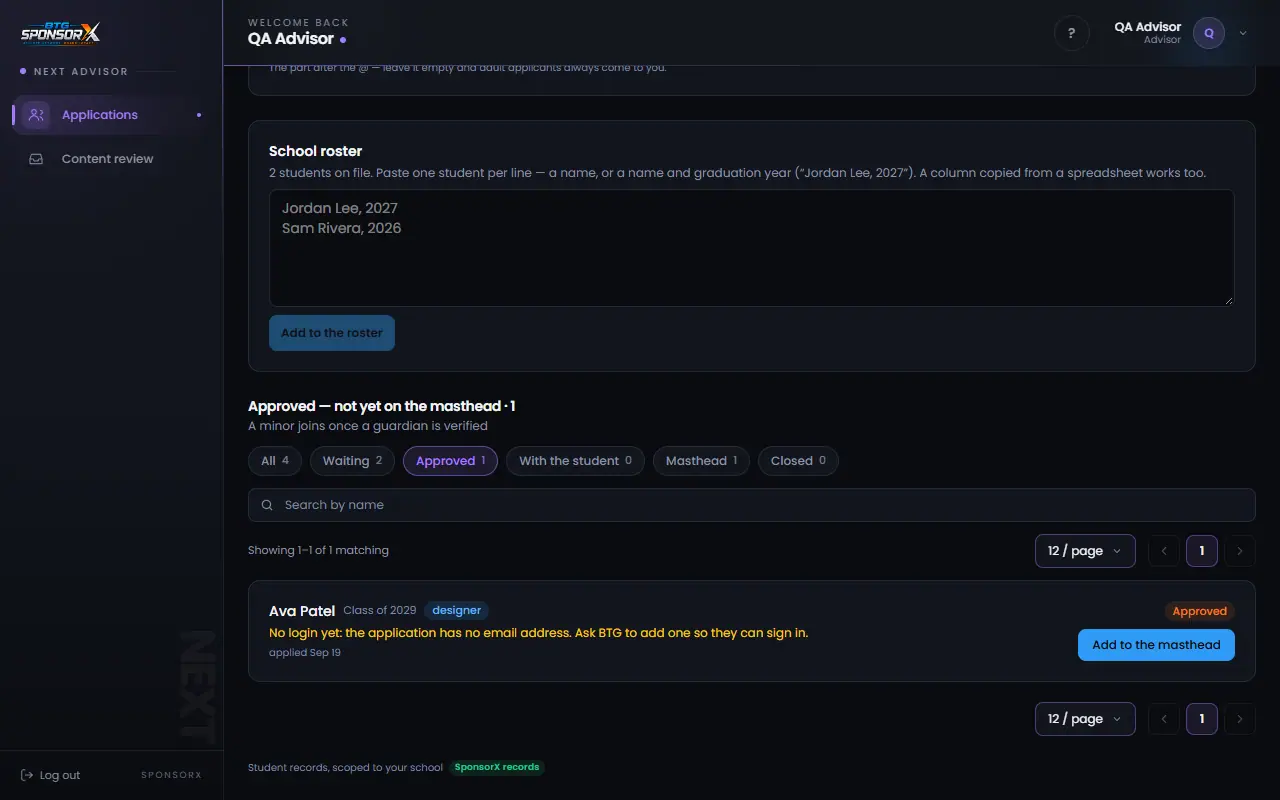 BTG
SPONSORX
NEXT ADVISOR
Applications
Content review
NEXT
Log out
SPONSORX
WELCOME BACK
QA Advisor
?
QA Advisor
Advisor
Q
The part after the @ — leave it empty and adult applicants always come to you.
School roster
2 students on file. Paste one student per line — a name, or a name and graduation year (“Jordan Lee, 2027”). A column copied from a spreadsheet works too.
Jordan Lee, 2027
Sam Rivera, 2026
Add to the roster
Approved — not yet on the masthead · 1
A minor joins once a guardian is verified
All 4
Waiting 2
Approved 1
With the student 0
Masthead 1
Closed 0
Search by name
Showing 1–1 of 1 matching
12 / page
1
Ava Patel Class of 2029 designer
Approved
No login yet: the application has no email address. Ask BTG to add one so they can sign in.
applied Sep 19
Add to the masthead
12 / page
1
Student records, scoped to your school SponsorX records